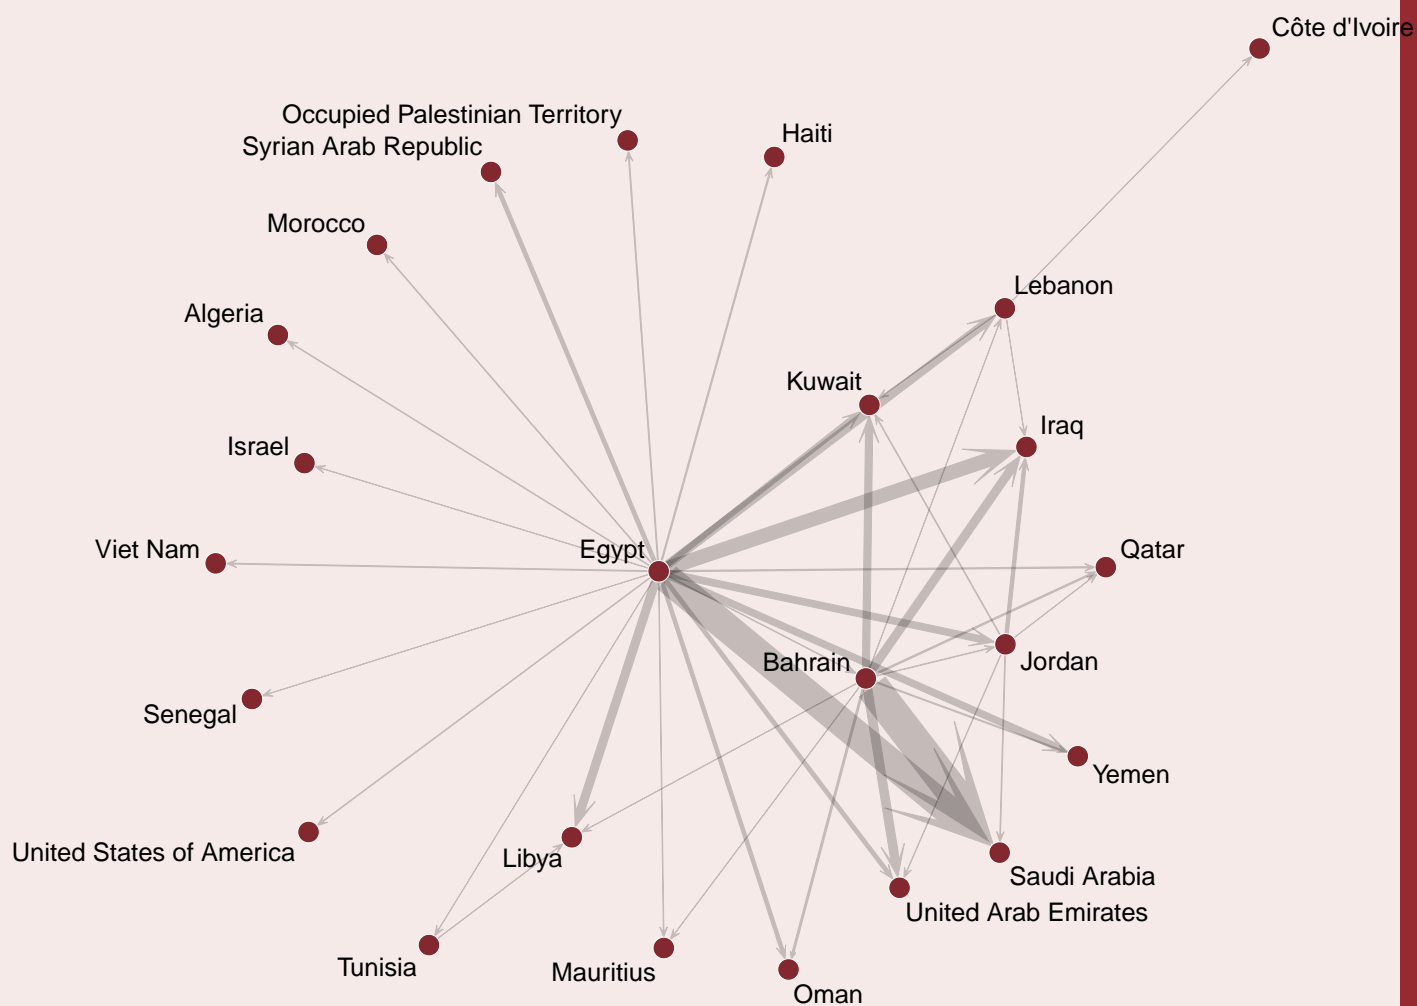 Côte d'Ivoire
Occupied Palestinian Territory
Haiti
Syrian Arab Republic
Morocco
Lebanon
Algeria
Kuwait
Iraq
Israel
Viet Nam
Egypt
Qatar
Bahrain
Jordan
Senegal
Yemen
United States of America
Libya
Saudi Arabia
United Arab Emirates
Tunisia
Mauritius
Oman